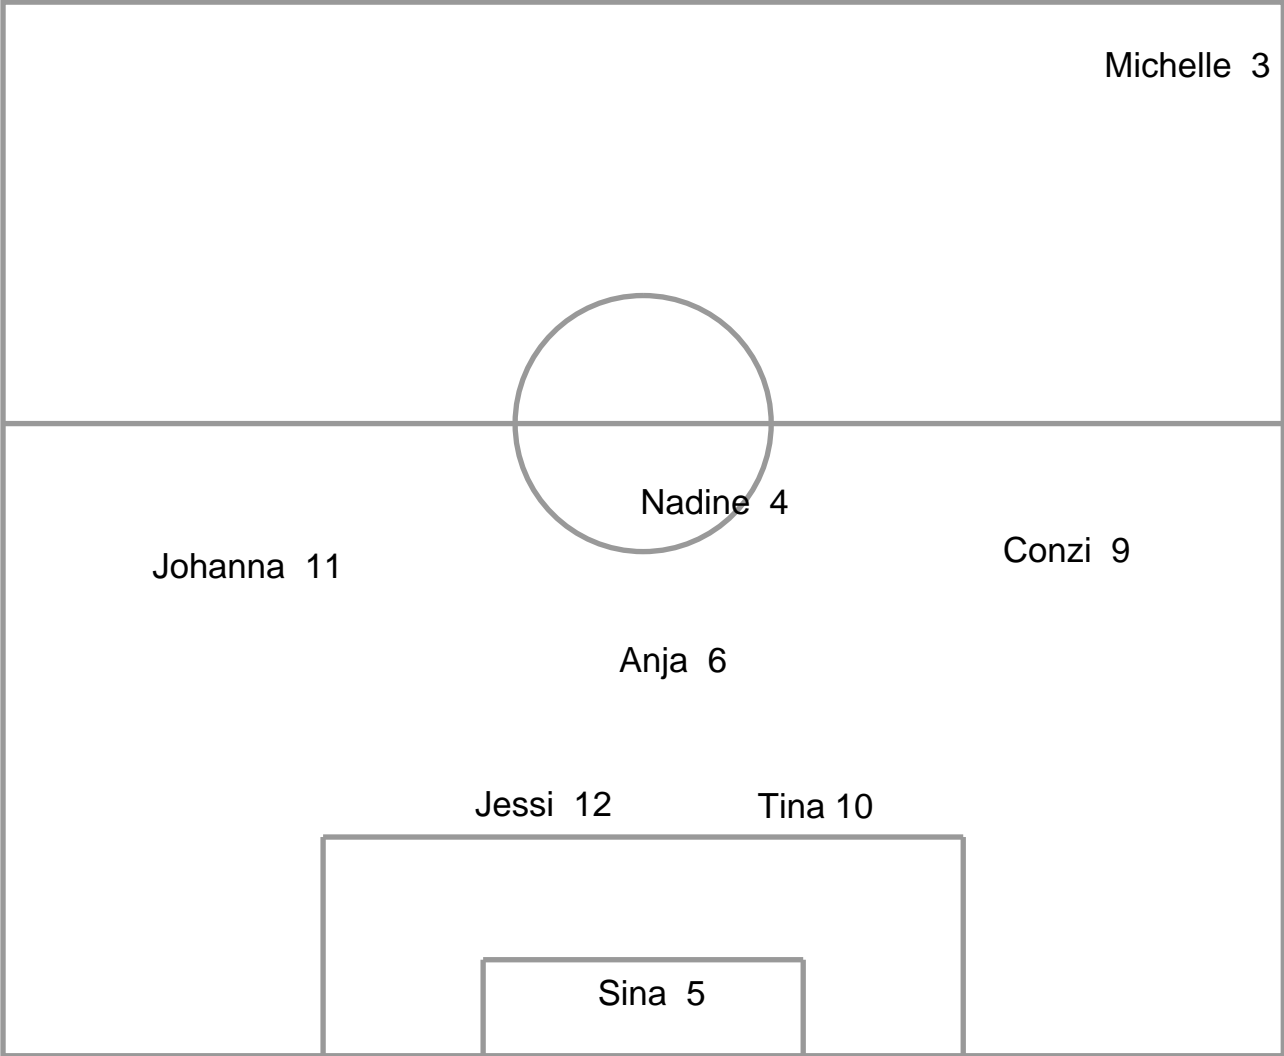 Michelle  3
Nadine  4
Conzi  9
Johanna  11
Anja  6
Jessi  12
Tina 10
Sina  5